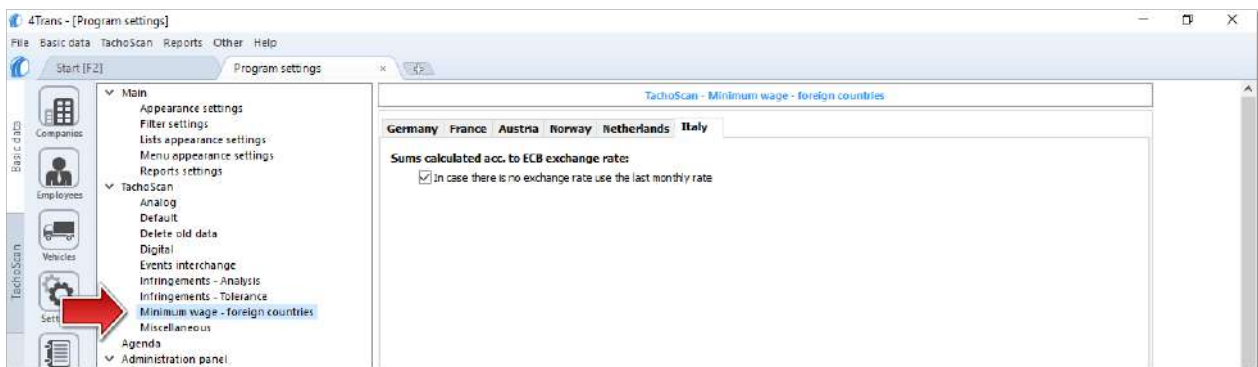 4Trans - [Program settings]
File Basic data TachoScan Reports Other Help
Start [F2] Program settings
Basic data
TachoScan
Companies
Employees
Vehicles
Main
Appearance settings
Filter settings
Lists appearance settings
Menu appearance settings
Reports settings
TachoScan
Analog
Default
Delete old data
Digital
Events interchange
Infringements - Analysis
Infringements - Tolerance
Minimum wage - foreign countries
Miscellaneous
Agenda
Administration panel
TachoScan - Minimum wage - foreign countries
Germany France Austria Norway Netherlands Italy
Sums calculated acc. to ECB exchange rate:
In case there is no exchange rate use the last monthly rate